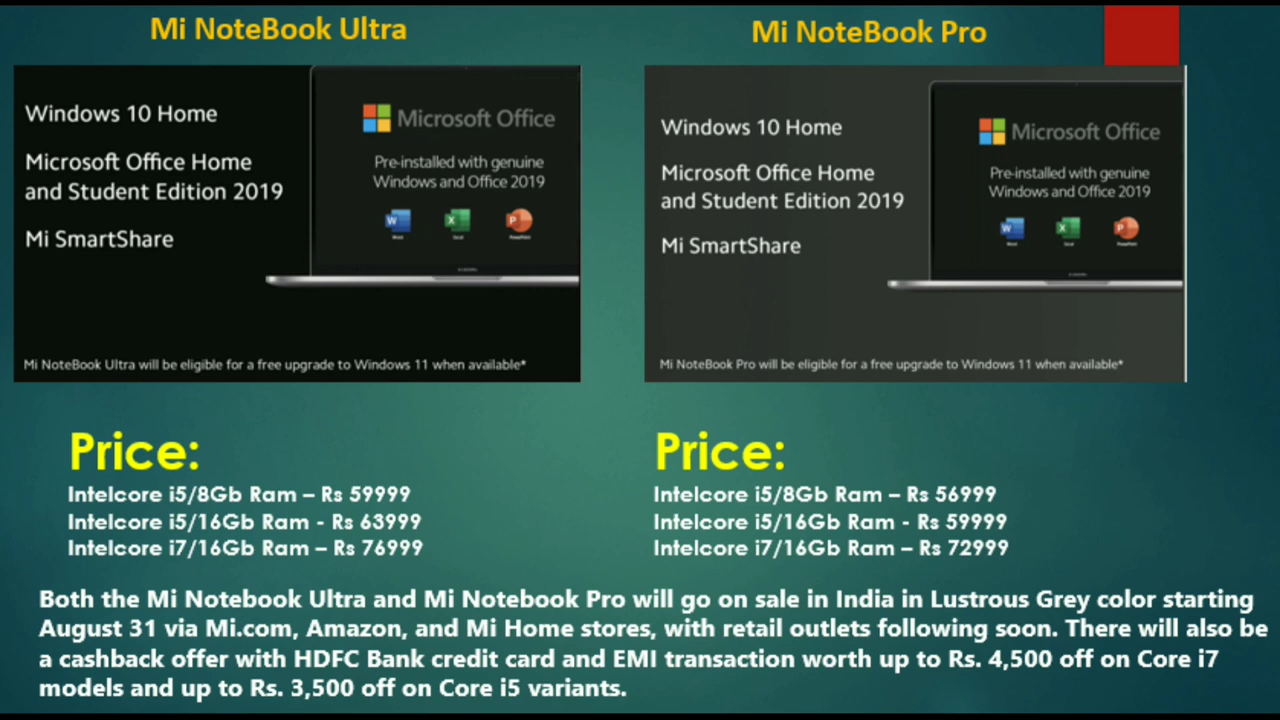 Mi NoteBook Ultra
Windows 10 Home
Microsoft Office Home
and Student Edition 2019
Mi SmartShare
Microsoft Office
Pre-installed with genuine
Windows and Office 2019
Word Excel PowerPoint
Mi NoteBook Ultra will be eligible for a free upgrade to Windows 11 when available*
Mi NoteBook Pro
Windows 10 Home
Microsoft Office Home
and Student Edition 2019
Mi SmartShare
Microsoft Office
Pre-installed with genuine
Windows and Office 2019
Word Excel PowerPoint
Mi NoteBook Pro will be eligible for a free upgrade to Windows 11 when available*
Price:
Intelcore i5/8Gb Ram – Rs 59999
Intelcore i5/16Gb Ram - Rs 63999
Intelcore i7/16Gb Ram – Rs 76999
Price:
Intelcore i5/8Gb Ram – Rs 56999
Intelcore i5/16Gb Ram - Rs 59999
Intelcore i7/16Gb Ram – Rs 72999
Both the Mi Notebook Ultra and Mi Notebook Pro will go on sale in India in Lustrous Grey color starting
August 31 via Mi.com, Amazon, and Mi Home stores, with retail outlets following soon. There will also be
a cashback offer with HDFC Bank credit card and EMI transaction worth up to Rs. 4,500 off on Core i7
models and up to Rs. 3,500 off on Core i5 variants.